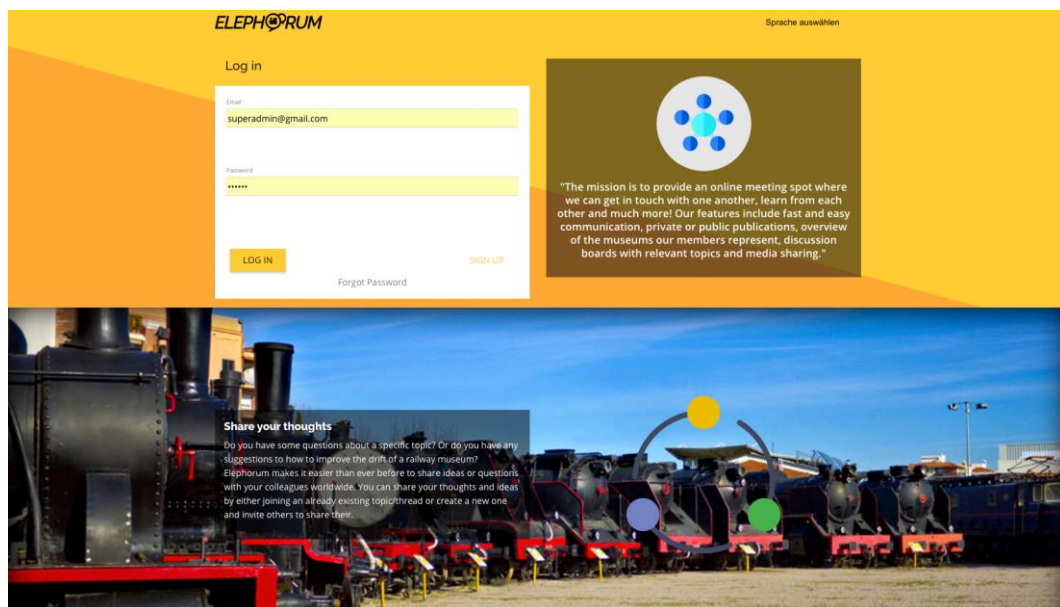 ELEPHORUM
Sprache auswählen
Log in
Email
superadmin@gmail.com
Password
••••••
LOG IN
SIGN UP
Forgot Password
"The mission is to provide an online meeting spot where
we can get in touch with one another, learn from each
other and much more! Our features include fast and easy
communication, private or public publications, overview
of the museums our members represent, discussion
boards with relevant topics and media sharing."
Share your thoughts
Do you have some questions about a specific topic? Or do you have any
suggestions to how to improve the drift of a railway museum?
Elephorum makes it easier than ever before to share ideas or questions
with your colleagues worldwide. You can share your thoughts and ideas
by either joining an already existing topic/thread or create a new one
and invite others to share their.